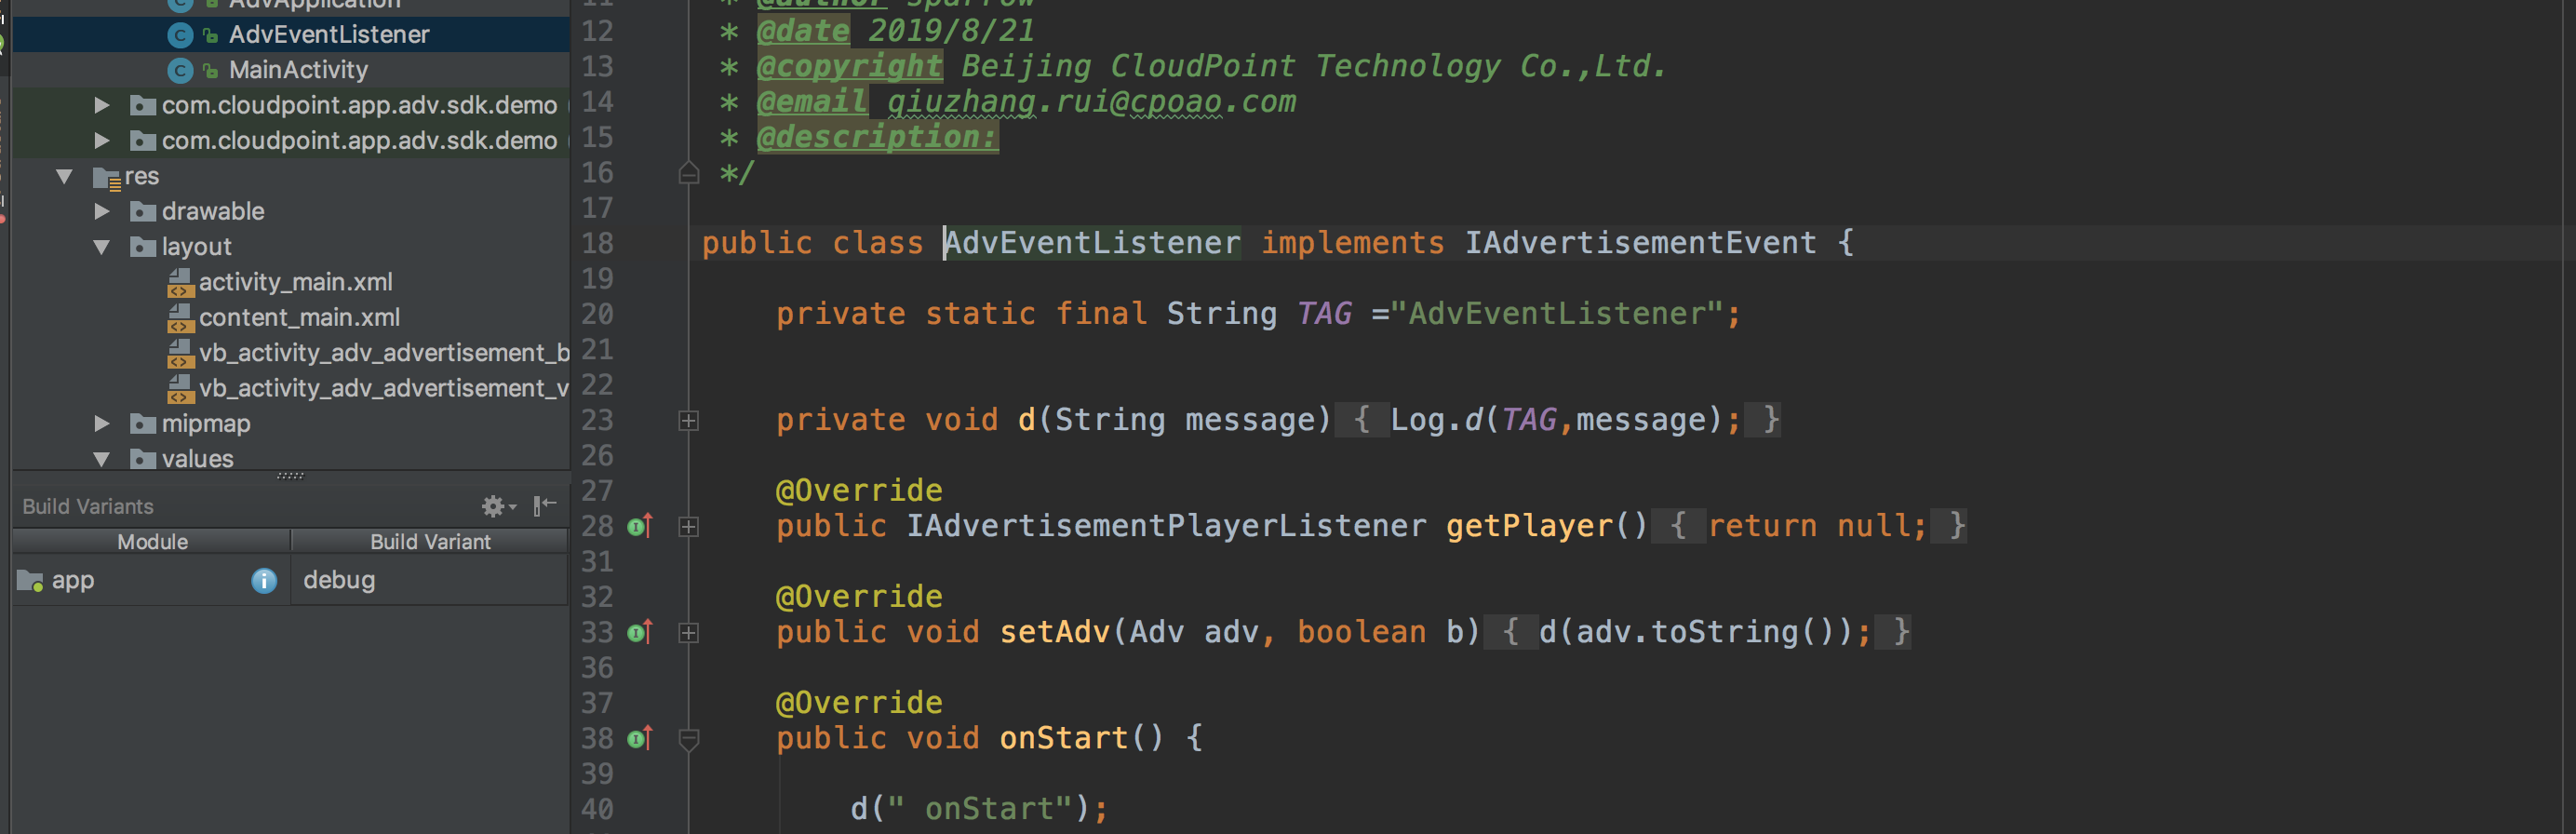 AdvApplication
AdvEventListener
MainActivity
com.cloudpoint.app.adv.sdk.demo
com.cloudpoint.app.adv.sdk.demo
res
drawable
layout
activity_main.xml
content_main.xml
vb_activity_adv_advertisement_b
vb_activity_adv_advertisement_v
mipmap
values
Build Variants
Module Build Variant
app debug
11 * @author sparrow
12 * @date 2019/8/21
13 * @copyright Beijing CloudPoint Technology Co.,Ltd.
14 * @email qiuzhang.rui@cpoao.com
15 * @description:
16 */
17
18 public class AdvEventListener implements IAdvertisementEvent {
19
20 private static final String TAG ="AdvEventListener";
21
22
23 private void d(String message) { Log.d(TAG,message); }
26
27 @Override
28 public IAdvertisementPlayerListener getPlayer() { return null; }
31
32 @Override
33 public void setAdv(Adv adv, boolean b) { d(adv.toString()); }
36
37 @Override
38 public void onStart() {
39
40 d(" onStart");